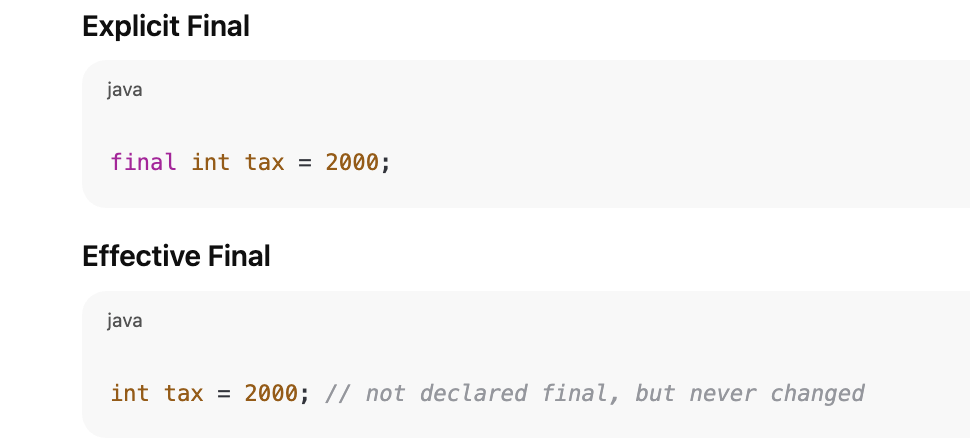 Explicit Final
java
final int tax = 2000;
Effective Final
java
int tax = 2000; // not declared final, but never changed